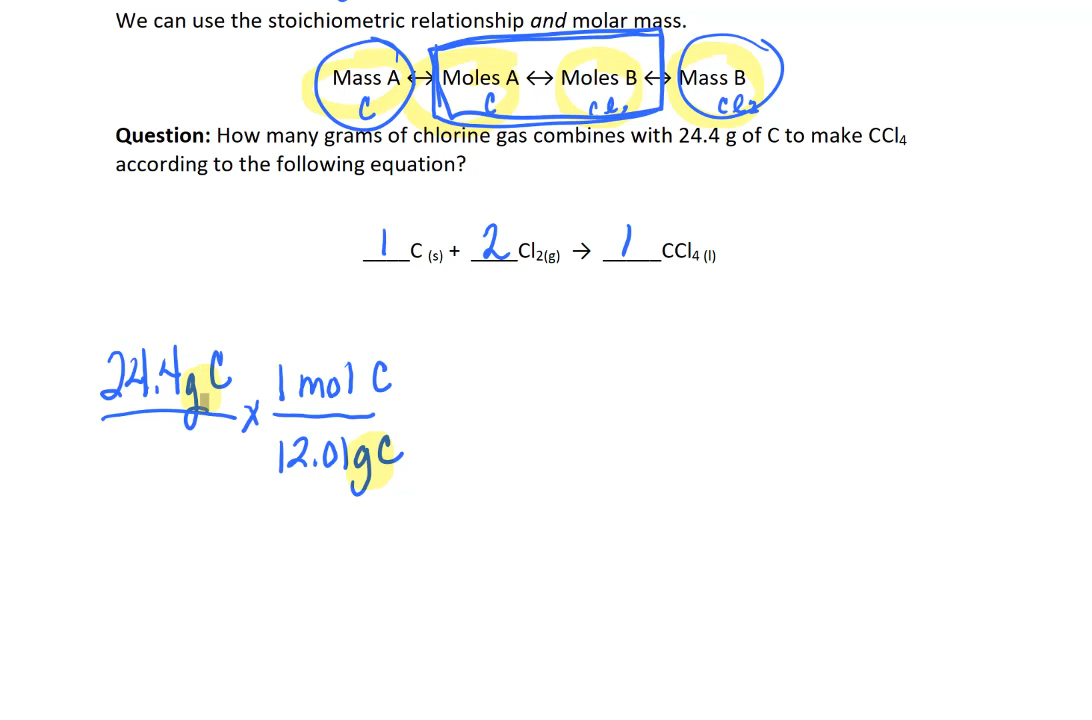 We can use the stoichiometric relationship and molar mass.
Mass A ↔ Moles A ↔ Moles B ↔ Mass B
C C Cl₂ Cl₂
Question: How many grams of chlorine gas combines with 24.4 g of C to make CCl₄
according to the following equation?
1 C (s) + 2 Cl₂(g) → 1 CCl₄ (l)
24.4 g C x 1 mol C
12.01 g C